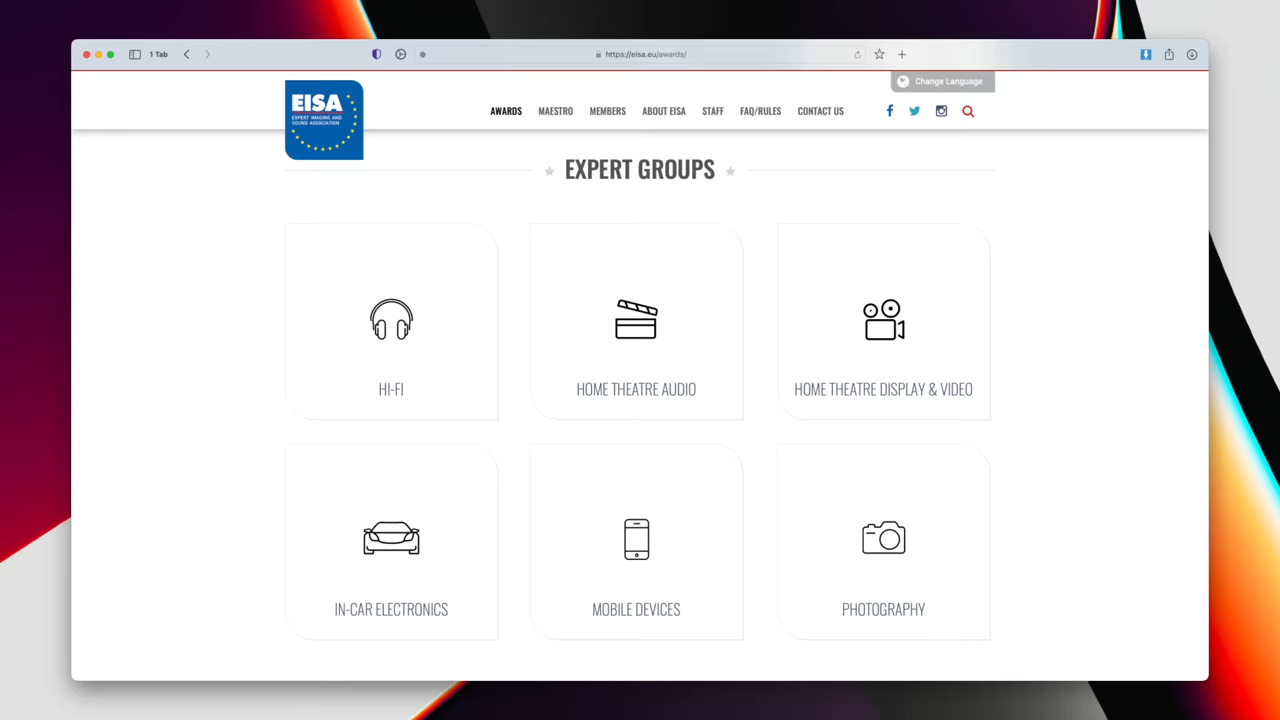 1 Tab
https://eisa.eu/awards/
Change Language
EISA
EXPERT IMAGING AND
SOUND ASSOCIATION
AWARDS MAESTRO MEMBERS ABOUT EISA STAFF FAQ/RULES CONTACT US
EXPERT GROUPS
HI-FI
HOME THEATRE AUDIO
HOME THEATRE DISPLAY & VIDEO
IN-CAR ELECTRONICS
MOBILE DEVICES
PHOTOGRAPHY